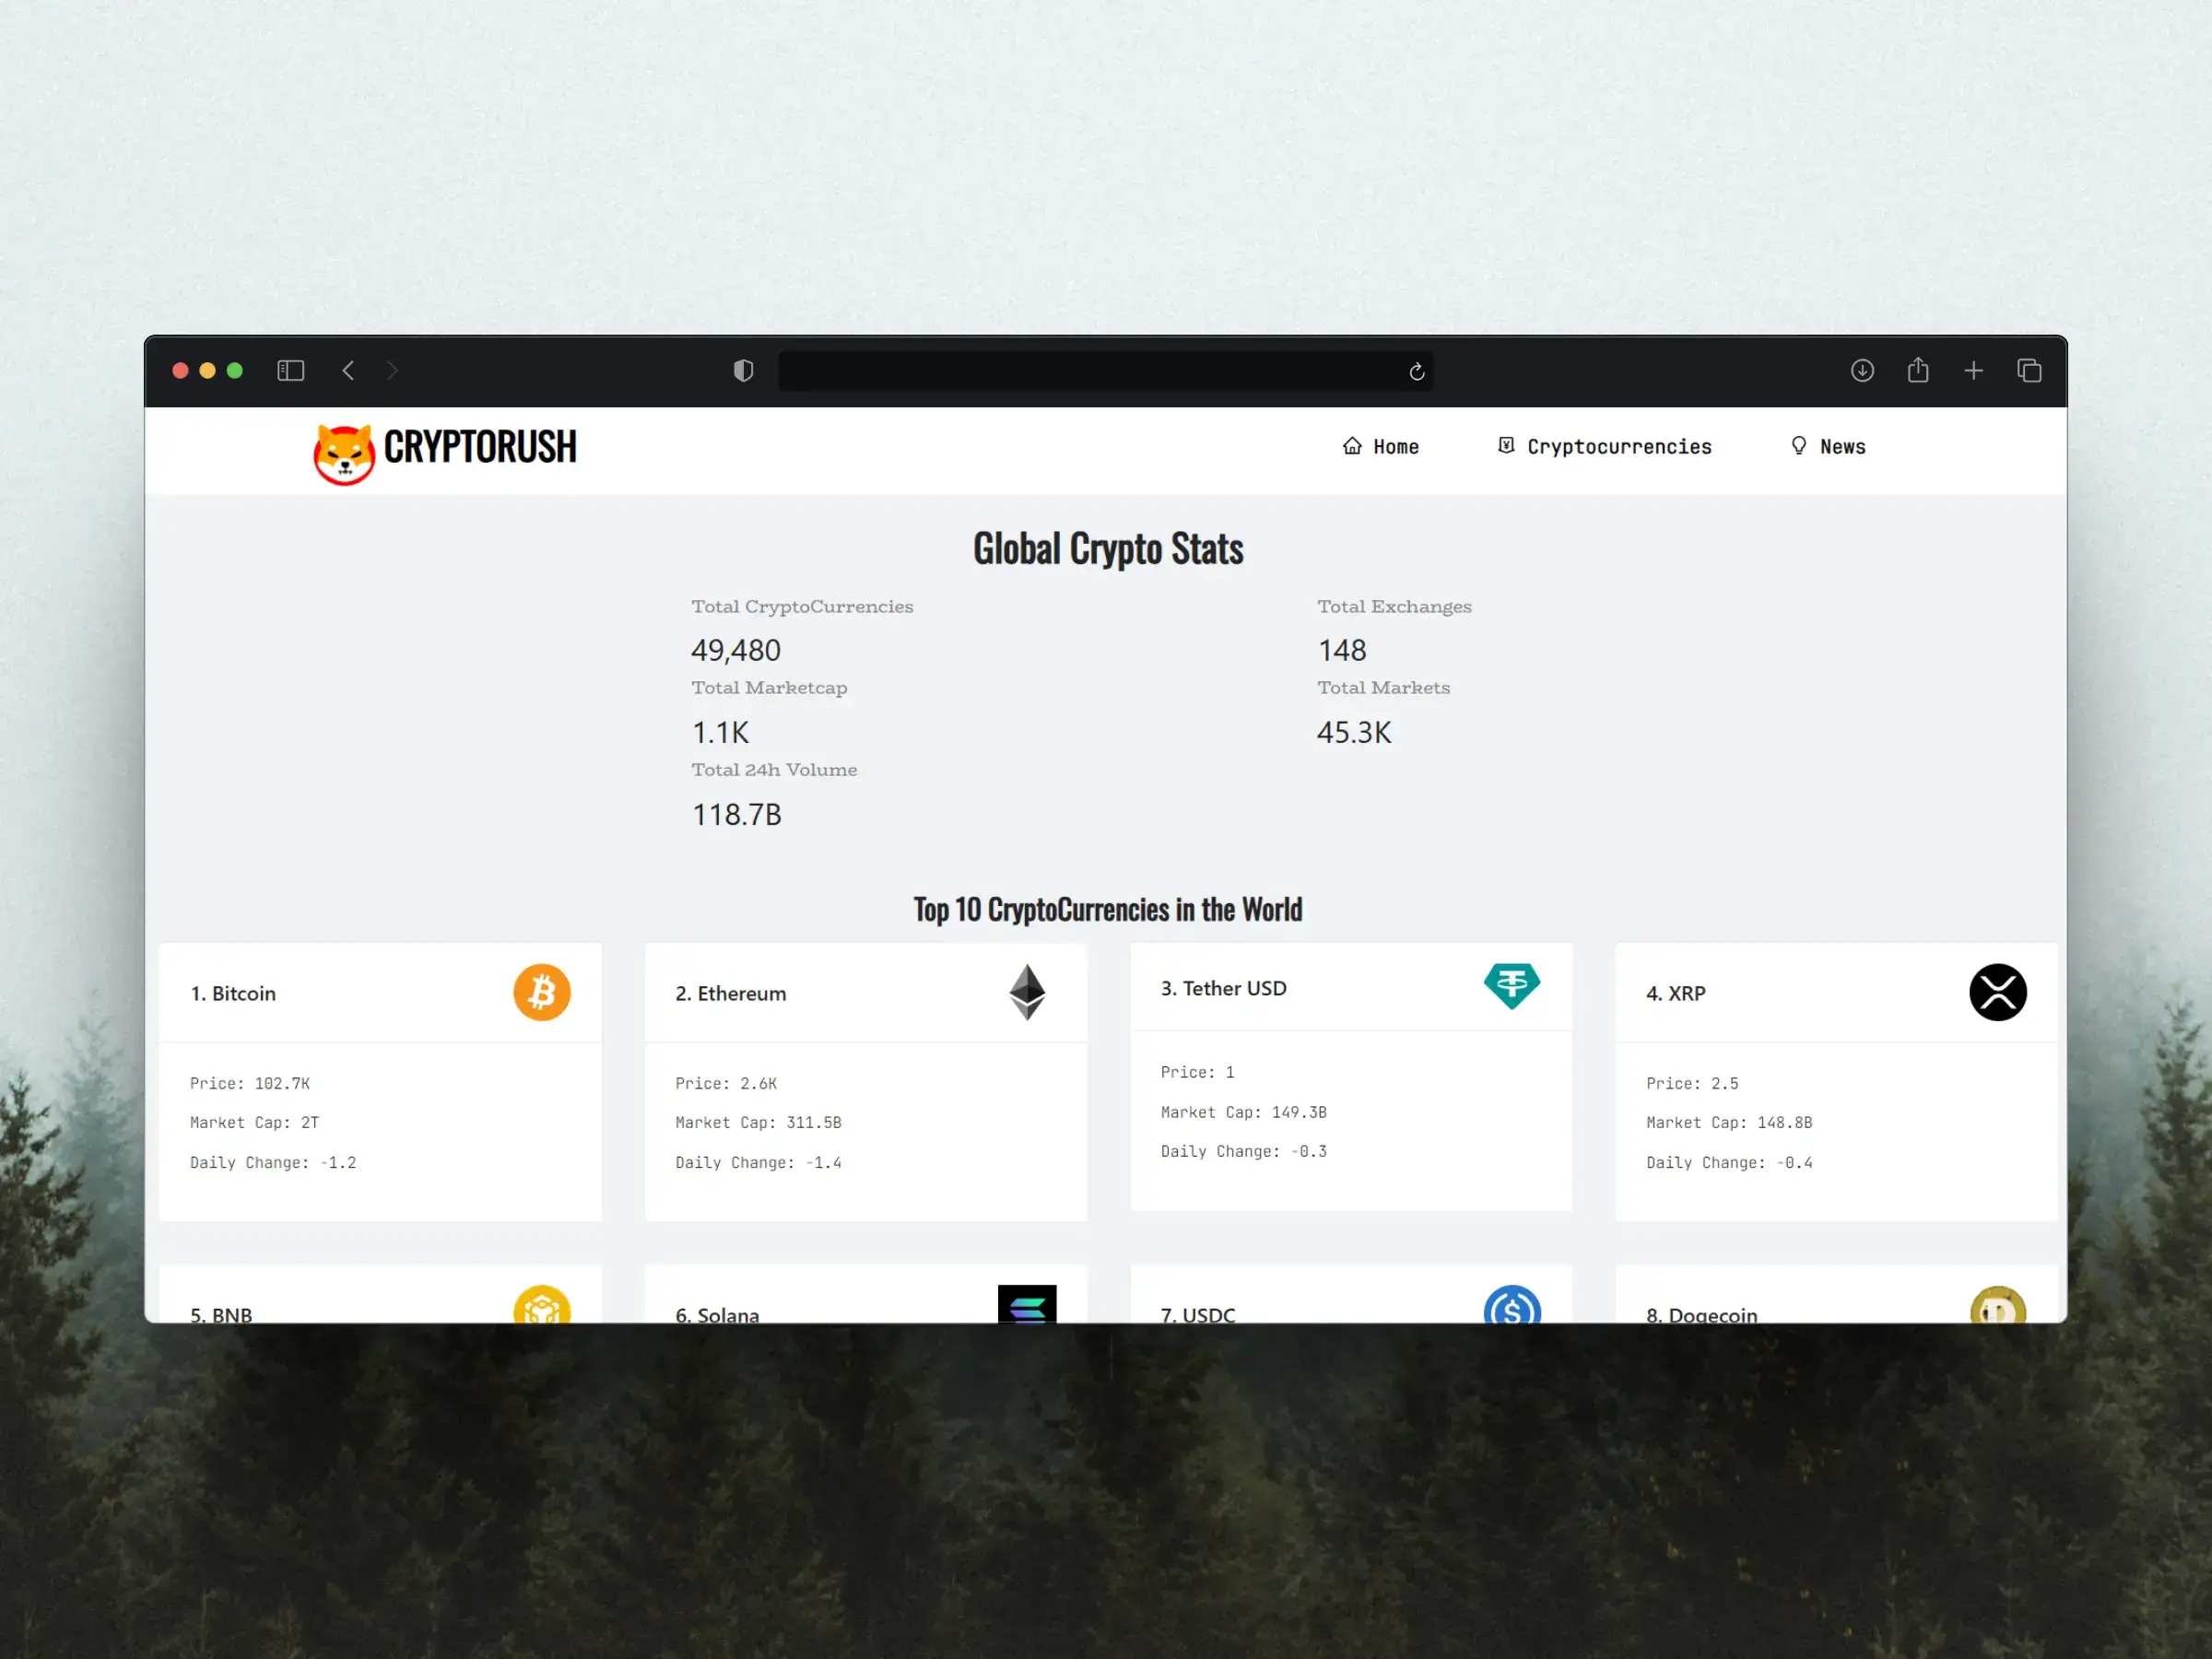 CRYPTORUSH
Home
Cryptocurrencies
News
Global Crypto Stats
Total CryptoCurrencies
49,480
Total Exchanges
148
Total Marketcap
1.1K
Total Markets
45.3K
Total 24h Volume
118.7B
Top 10 CryptoCurrencies in the World
1. Bitcoin
Price: 102.7K
Market Cap: 2T
Daily Change: -1.2
2. Ethereum
Price: 2.6K
Market Cap: 311.5B
Daily Change: -1.4
3. Tether USD
Price: 1
Market Cap: 149.3B
Daily Change: -0.3
4. XRP
Price: 2.5
Market Cap: 148.8B
Daily Change: -0.4
5. BNB
6. Solana
7. USDC
8. Dogecoin